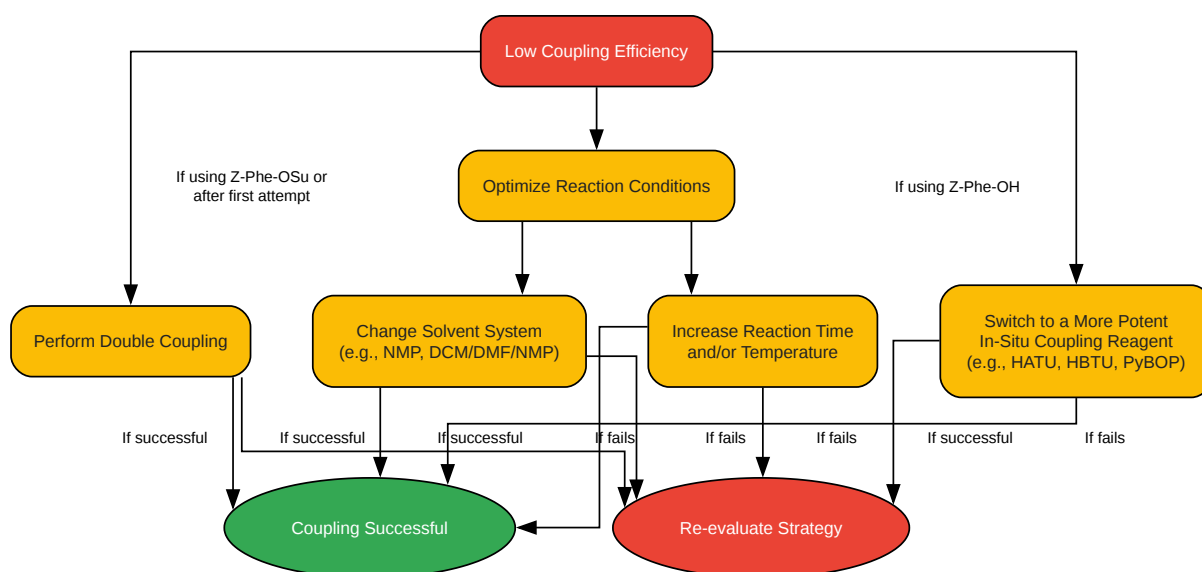 Low Coupling Efficiency
If using Z-Phe-OSu or
after first attempt
Optimize Reaction Conditions
If using Z-Phe-OH
Perform Double Coupling
Change Solvent System
(e.g., NMP, DCM/DMF/NMP)
Increase Reaction Time
and/or Temperature
Switch to a More Potent
In-Situ Coupling Reagent
(e.g., HATU, HBTU, PyBOP)
If successful
If successful
If successful
If fails
If fails
If fails
If successful
If fails
Coupling Successful
Re-evaluate Strategy